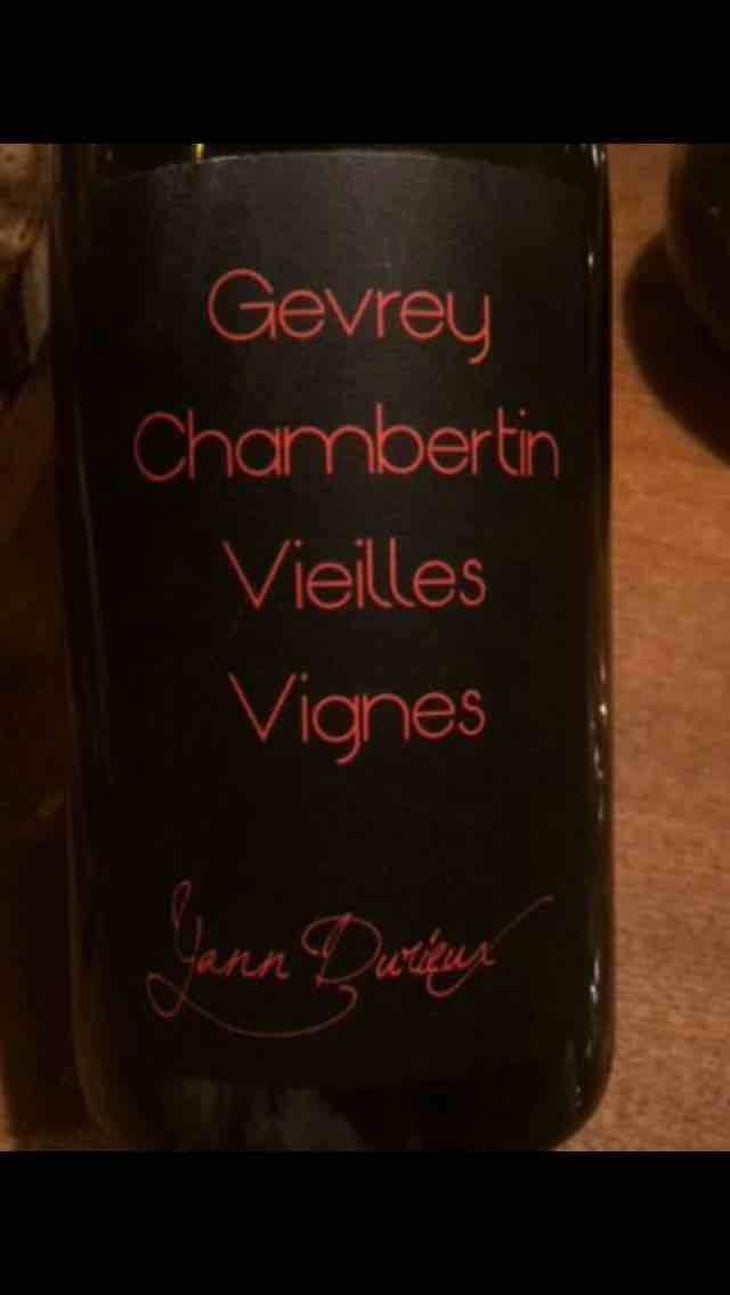 Gevrey
Chambertin
Vieilles
Vignes
Yann Durieux